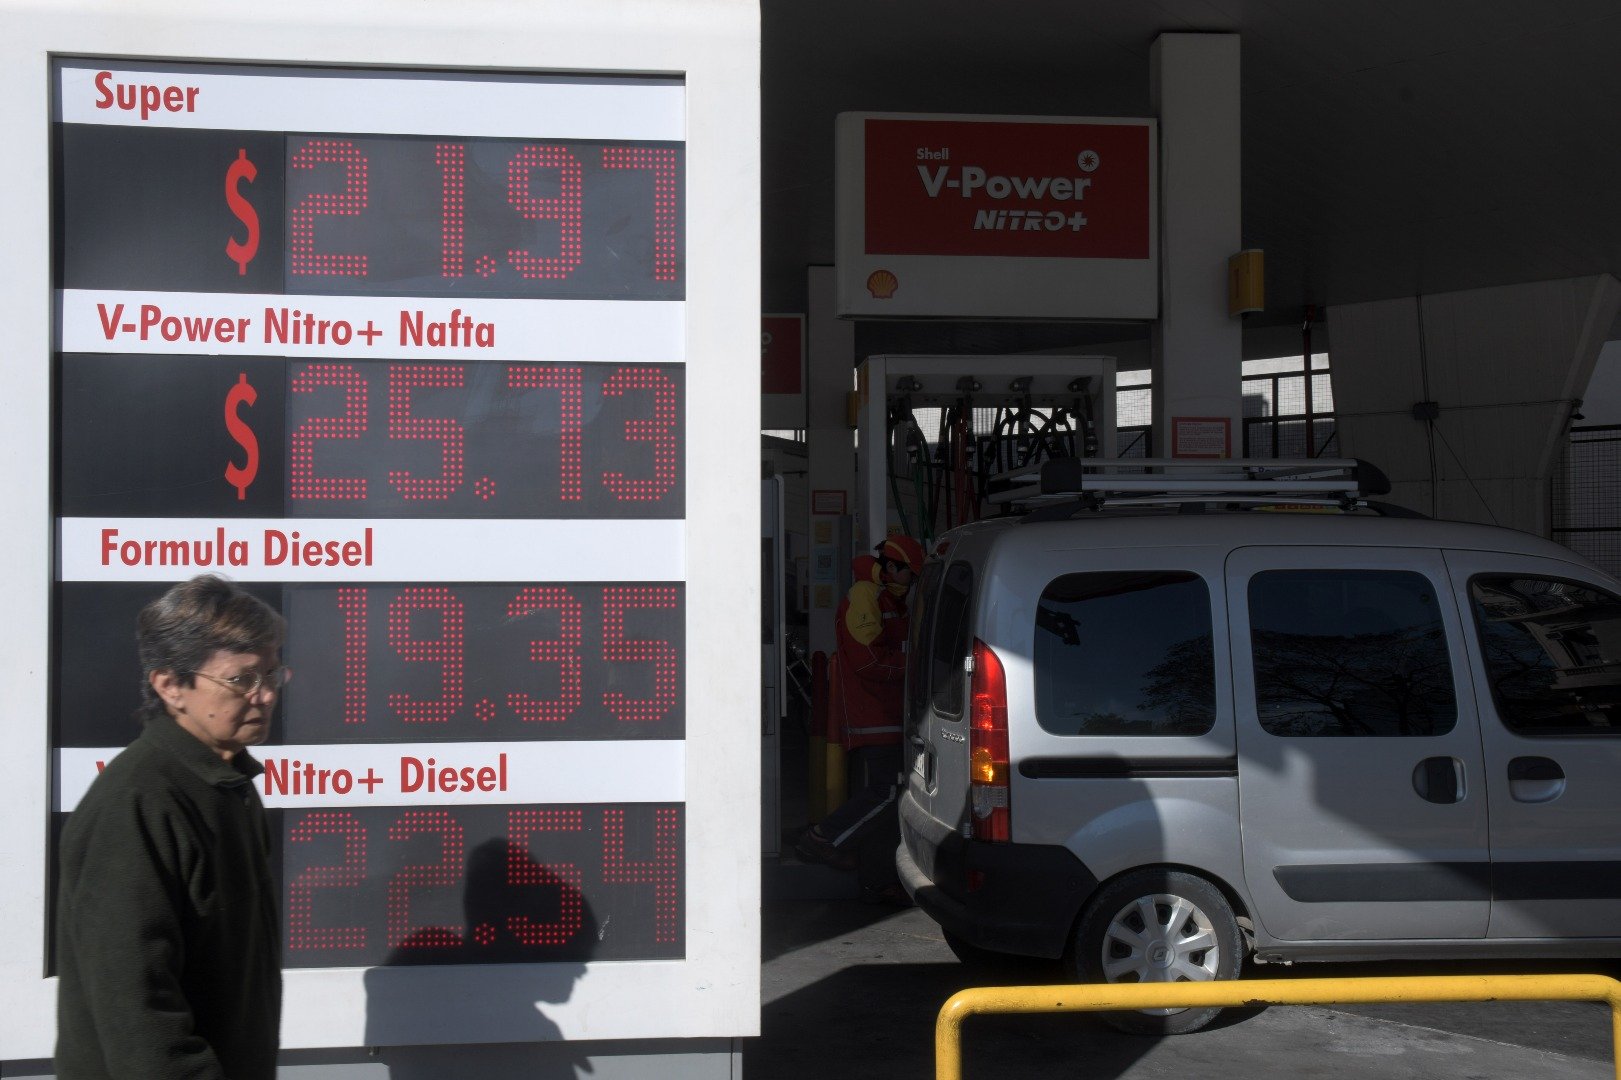 Super
$ 21.97
V-Power Nitro+ Nafta
$ 25.73
Formula Diesel
19.35
Nitro+ Diesel
22.54
Shell
V-Power
NiTRO+